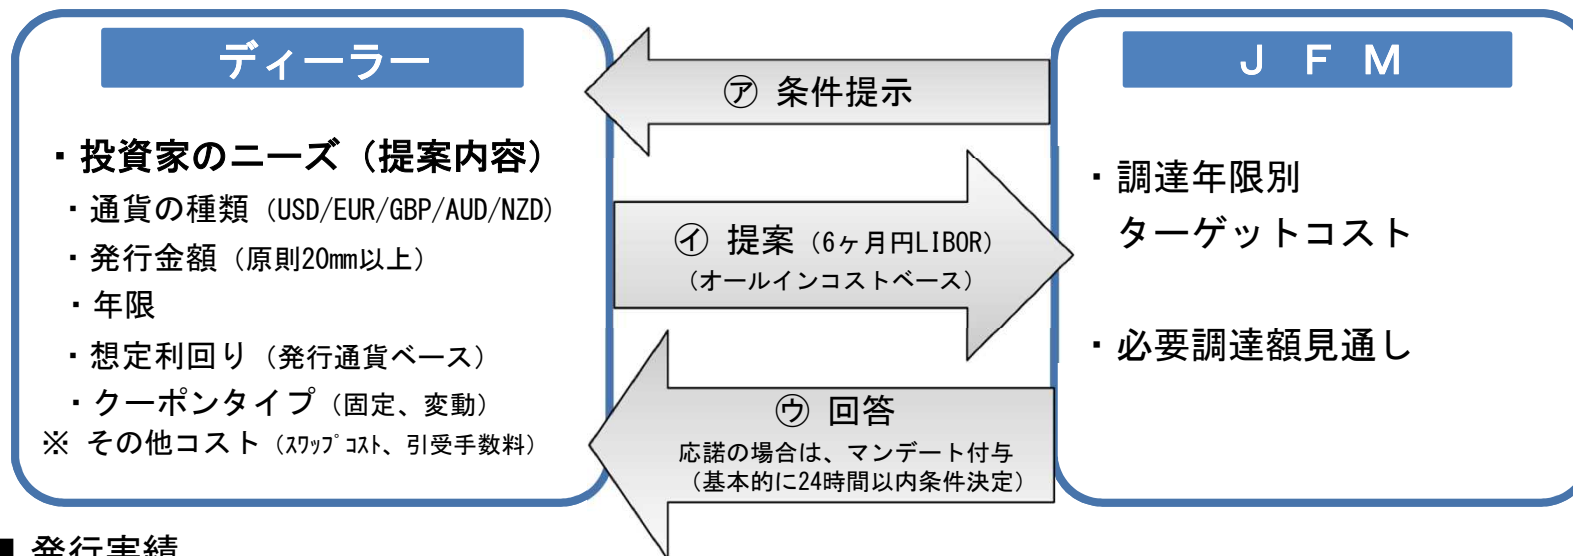 ディーラー
・投資家のニーズ（提案内容）
・通貨の種類（USD/EUR/GBP/AUD/NZD）
・発行金額（原則20mm以上）
・年限
・想定利回り（発行通貨ベース）
・クーポンタイプ（固定、変動）
※ その他コスト（ｽﾜｯﾌﾟｺｽﾄ、引受手数料）
㋐ 条件提示
㋑ 提案（6ヶ月円LIBOR）
（オールインコストベース）
㋒ 回答
応諾の場合は、マンデート付与
（基本的に24時間以内条件決定）
ＪＦＭ
・調達年限別
ターゲットコスト
・必要調達額見通し
■ 発行実績